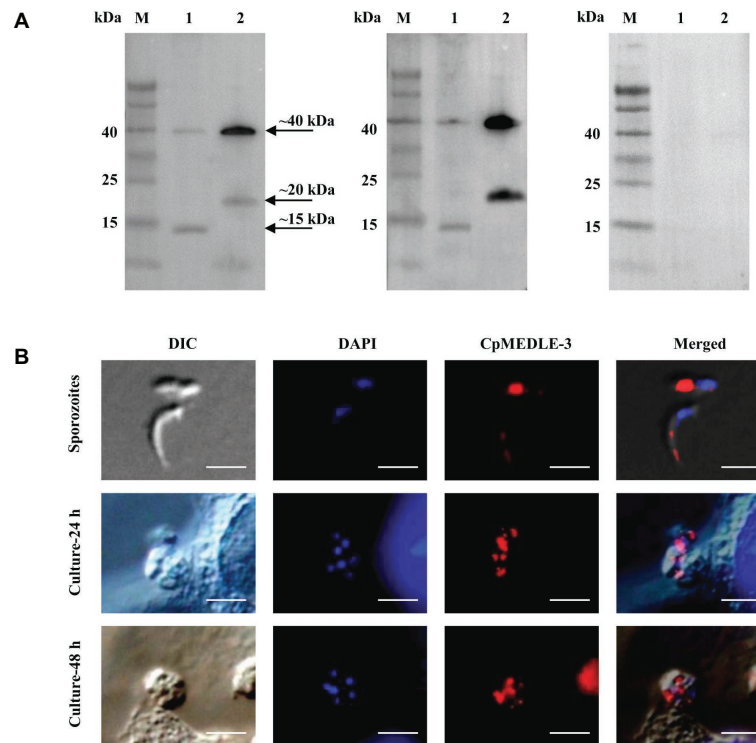 A
kDa M 1 2
40
25
15
~40 kDa
~20 kDa
~15 kDa
kDa M 1 2
40
25
15
kDa M 1 2
40
25
15
B
DIC DAPI CpMEDLE-3 Merged
Sporozoites
Culture-24 h
Culture-48 h